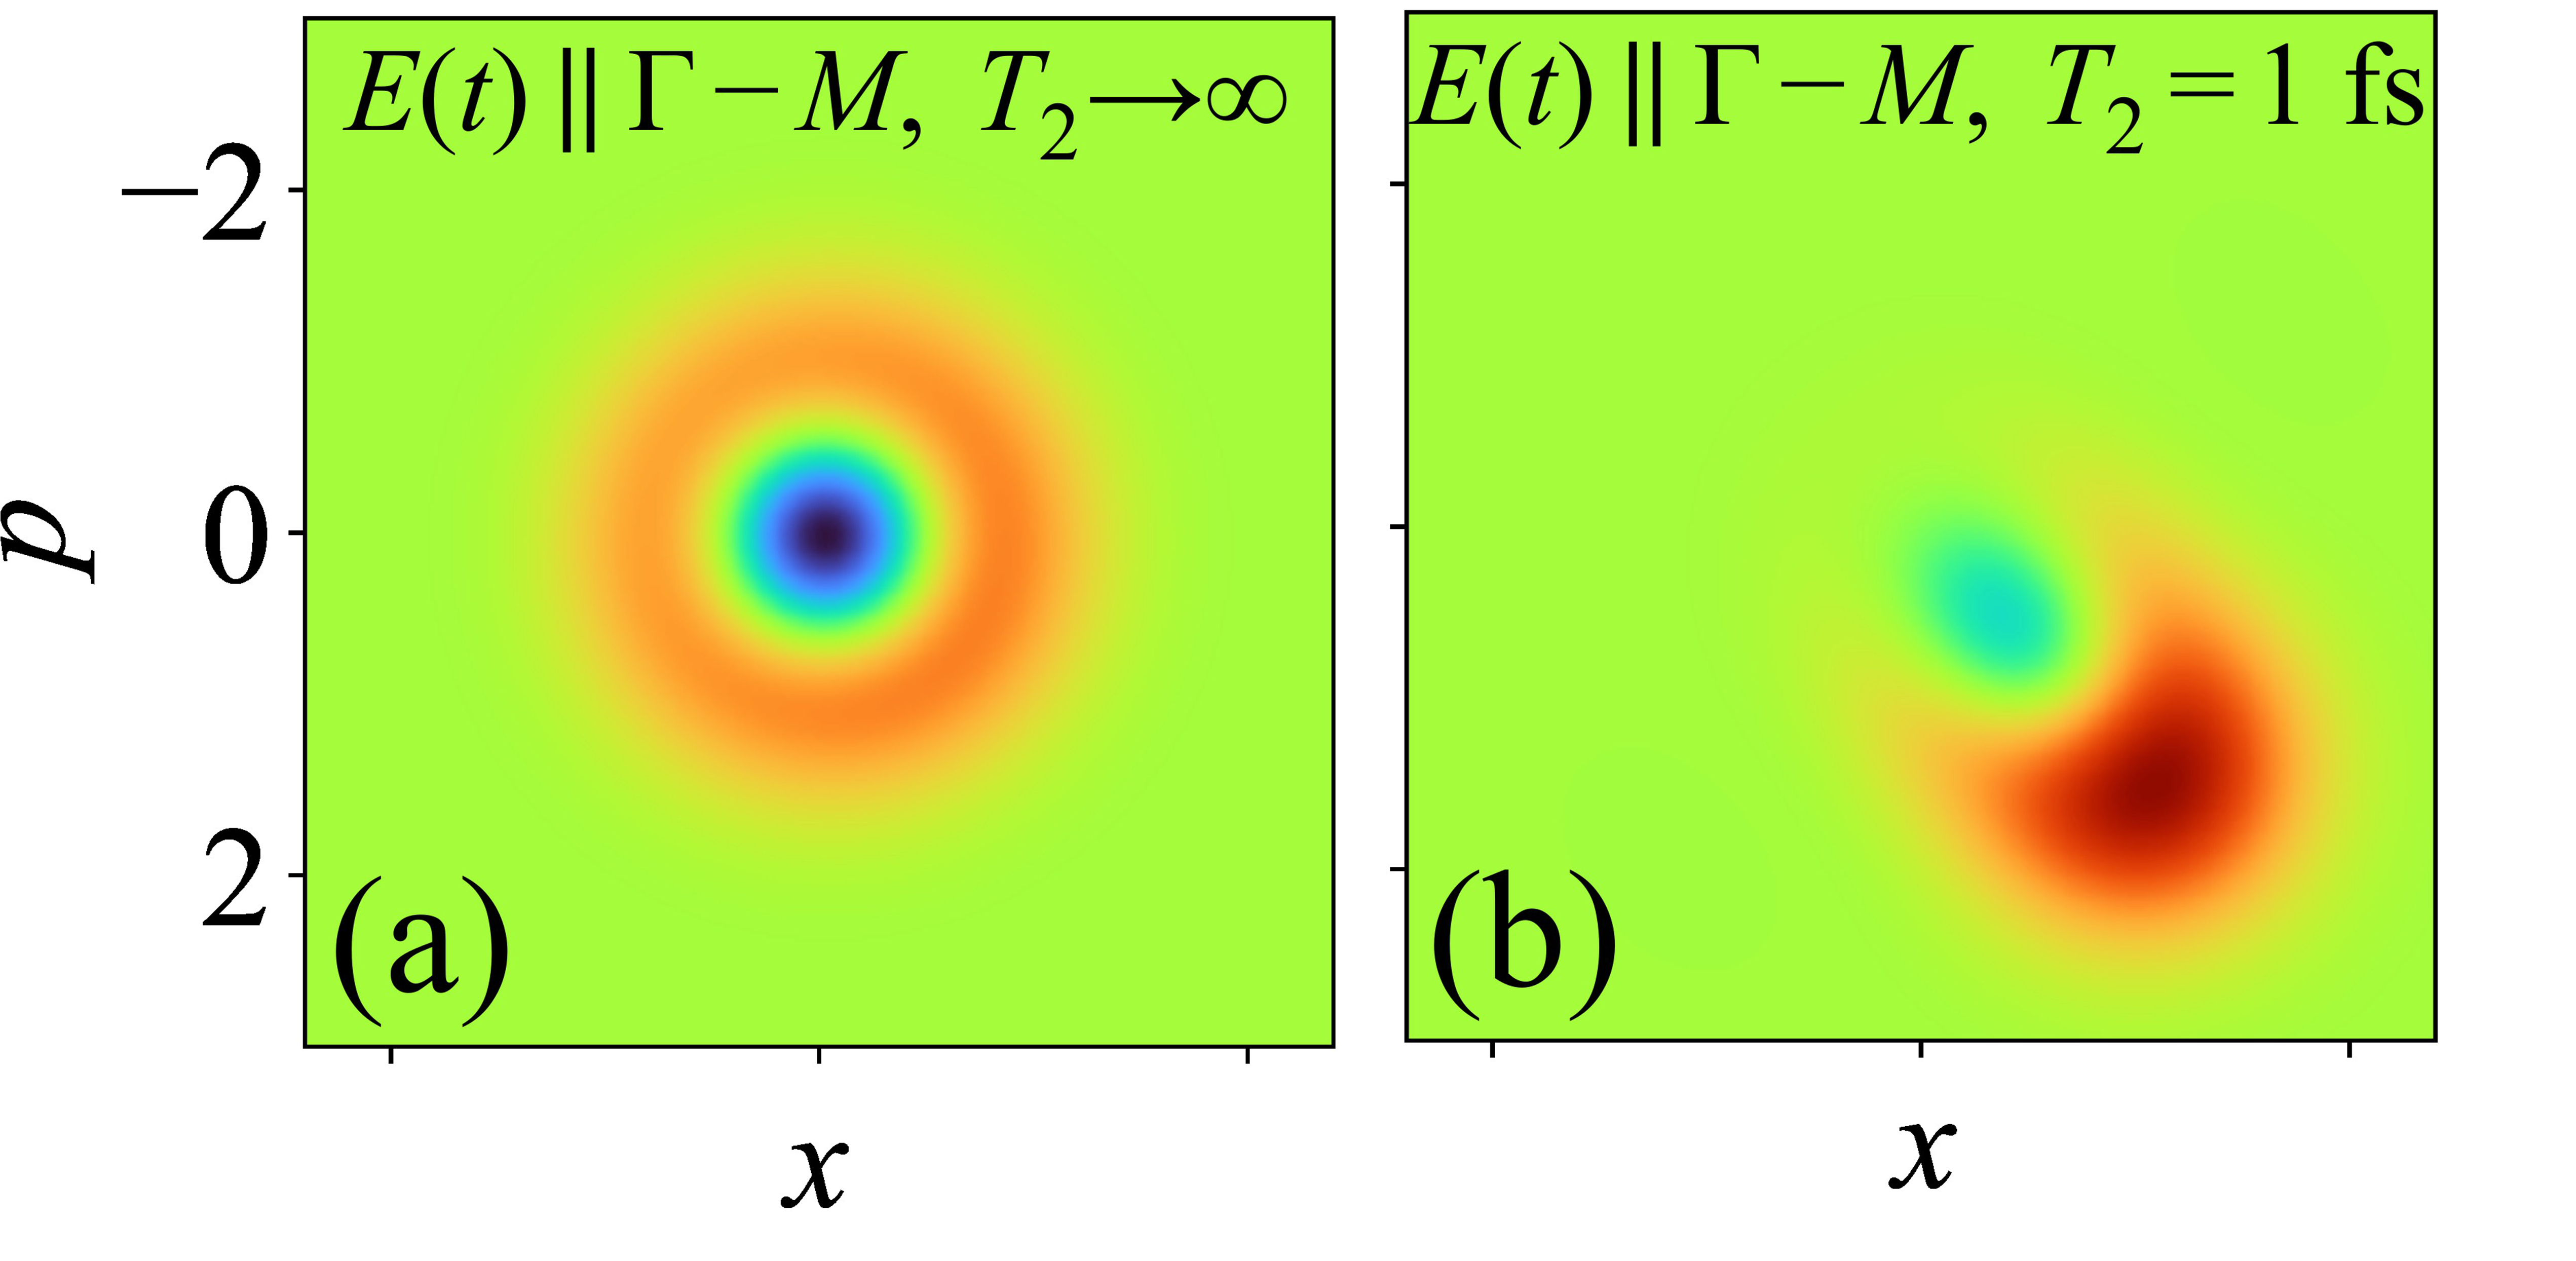 E(t) ∥ Γ−M, T₂→∞
E(t) ∥ Γ−M, T₂ = 1 fs
−2
0
2
p
(a)
(b)
x
x